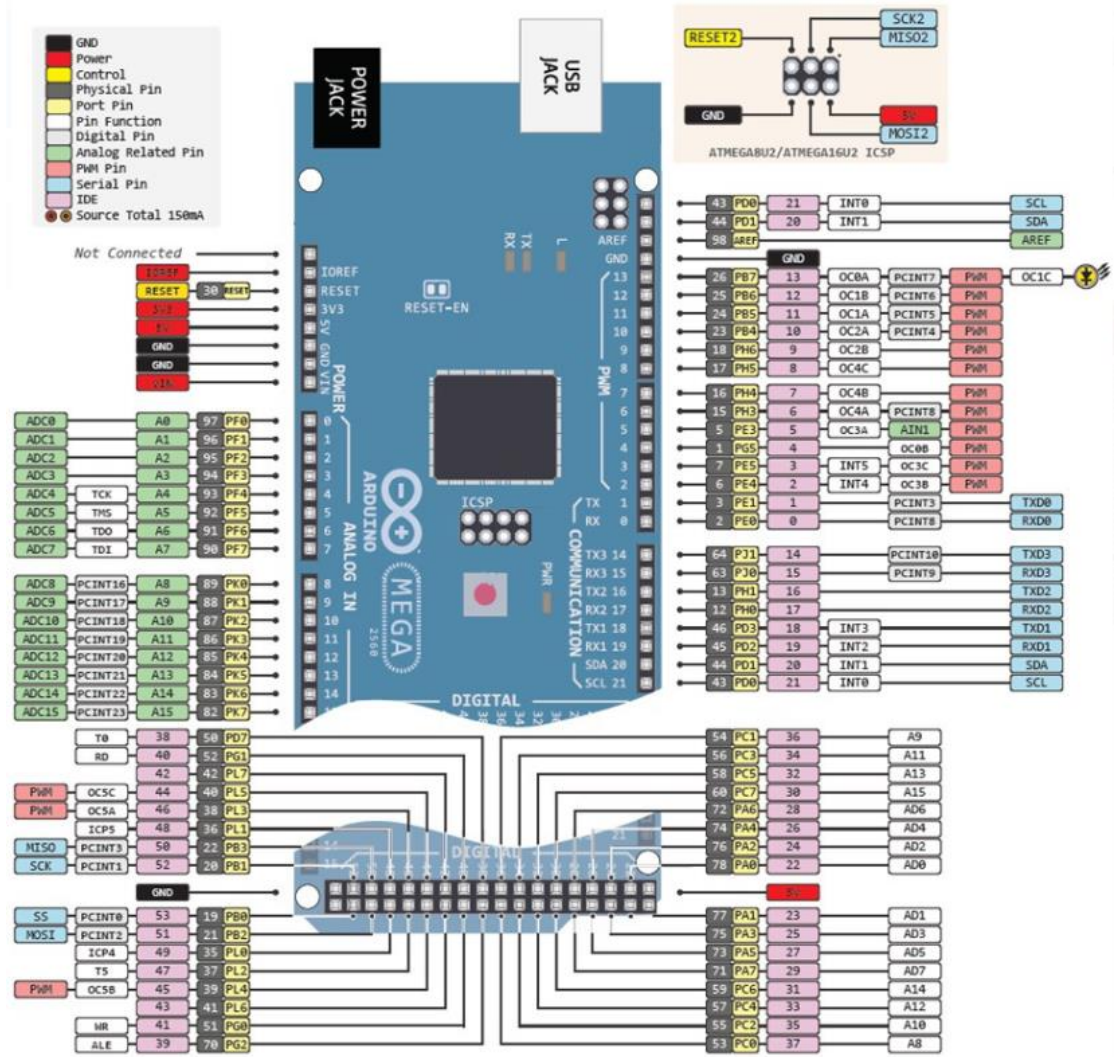 GND
Power
Control
Physical Pin
Port Pin
Pin Function
Digital Pin
Analog Related Pin
PWM Pin
Serial Pin
IDE
Source Total 150mA
POWER JACK
USB JACK
SCK2
RESET2 MISO2
GND 5V
MOSI2
ATMEGA8U2/ATMEGA16U2 ICSP
Not Connected
IOREF
RESET 30 RESET
3V3
5V
GND
GND
VIN
ADC0 A0 97 PF0
ADC1 A1 96 PF1
ADC2 A2 95 PF2
ADC3 A3 94 PF3
ADC4 TCK A4 93 PF4
ADC5 TMS A5 92 PF5
ADC6 TDO A6 91 PF6
ADC7 TDI A7 90 PF7
ADC8 PCINT16 A8 89 PK0
ADC9 PCINT17 A9 88 PK1
ADC10 PCINT18 A10 87 PK2
ADC11 PCINT19 A11 86 PK3
ADC12 PCINT20 A12 85 PK4
ADC13 PCINT21 A13 84 PK5
ADC14 PCINT22 A14 83 PK6
ADC15 PCINT23 A15 82 PK7
T0 38 50 PD7
RD 40 52 PG1
42 42 PL7
PWM OC5C 44 40 PL5
PWM OC5A 46 38 PL3
ICP5 48 36 PL1
MISO PCINT3 50 22 PB3
SCK PCINT1 52 20 PB1
GND
SS PCINT0 53 19 PB0
MOSI PCINT2 51 21 PB2
ICP4 49 35 PL0
T5 47 37 PL2
PWM OC5B 45 39 PL4
43 41 PL6
WR 41 51 PG0
ALE 39 70 PG2
IOREF
RESET
3V3
5V
GND
VIN
POWER
0
1
2
3
4
5
6
7
ANALOG IN
8
9
10
11
12
13
14
RX
TX
L
RESET-EN
ICSP
PWR
ARDUINO
MEGA
2560
AREF
GND
13
12
11
10
9
8
PWM
7
6
5
4
3
2
TX 1
RX 0
COMMUNICATION
TX3 14
RX3 15
TX2 16
RX2 17
TX1 18
RX1 19
SDA 20
SCL 21
DIGITAL
DIGITAL
43 PD0 21 INT0 SCL
44 PD1 20 INT1 SDA
98 AREF AREF
GND
26 PB7 13 OC0A PCINT7 PWM OC1C
25 PB6 12 OC1B PCINT6 PWM
24 PB5 11 OC1A PCINT5 PWM
23 PB4 10 OC2A PCINT4 PWM
18 PH6 9 OC2B PWM
17 PH5 8 OC4C PWM
16 PH4 7 OC4B PWM
15 PH3 6 OC4A PCINT8 PWM
5 PE3 5 OC3A AIN1 PWM
1 PG5 4 OC0B PWM
7 PE5 3 INT5 OC3C PWM
6 PE4 2 INT4 OC3B PWM
3 PE1 1 PCINT3 TXD0
2 PE0 0 PCINT8 RXD0
64 PJ1 14 PCINT10 TXD3
63 PJ0 15 PCINT9 RXD3
13 PH1 16 TXD2
12 PH0 17 RXD2
46 PD3 18 INT3 TXD1
45 PD2 19 INT2 RXD1
44 PD1 20 INT1 SDA
43 PD0 21 INT0 SCL
54 PC1 36 A9
56 PC3 34 A11
58 PC5 32 A13
60 PC7 30 A15
72 PA6 28 AD6
74 PA4 26 AD4
76 PA2 24 AD2
78 PA0 22 AD0
5V
77 PA1 23 AD1
75 PA3 25 AD3
73 PA5 27 AD5
71 PA7 29 AD7
59 PC6 31 A14
57 PC4 33 A12
55 PC2 35 A10
53 PC0 37 A8